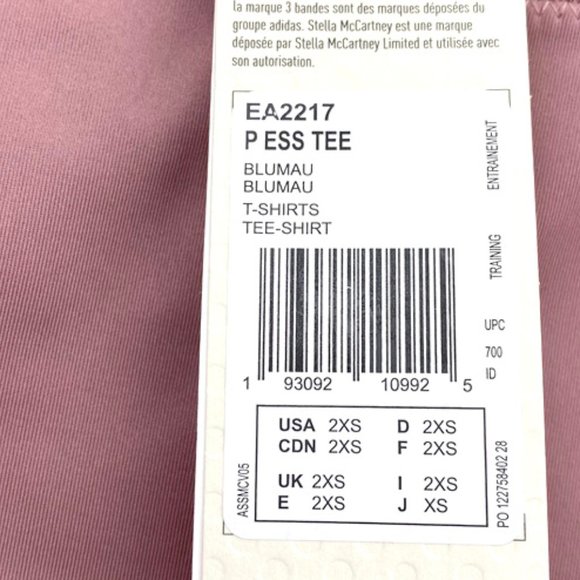 la marque 3 bandes sont des marques déposées du
groupe adidas. Stella McCartney est une marque
déposée par Stella McCartney Limited et utilisée avec
son autorisation.
EA2217
P ESS TEE
BLUMAU
BLUMAU
T-SHIRTS
TEE-SHIRT
ENTRAINEMENT
TRAINING
UPC
700
ID
1 93092 10992 5
USA 2XS D 2XS
CDN 2XS F 2XS
UK 2XS I 2XS
E 2XS J XS
ASSMCV05
PO 122758402 28